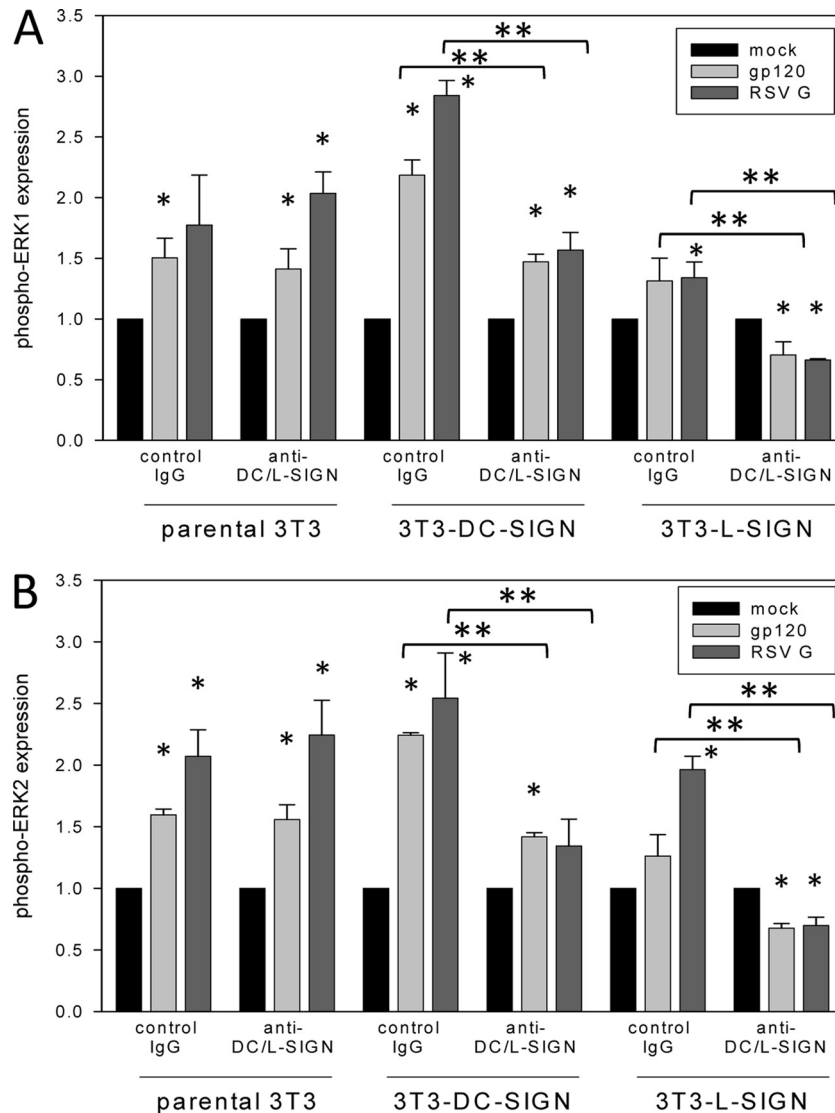 A
phospho-ERK1 expression
3.5
3.0
2.5
2.0
1.5
1.0
0.5
0.0
mock
gp120
RSV G
** **
* * * * * * *
** **
* * *
control IgG
anti-DC/L-SIGN
control IgG
anti-DC/L-SIGN
control IgG
anti-DC/L-SIGN
parental 3T3
3T3-DC-SIGN
3T3-L-SIGN
B
phospho-ERK2 expression
3.5
3.0
2.5
2.0
1.5
1.0
0.5
0.0
mock
gp120
RSV G
** **
* * * * * * *
** **
* * *
control IgG
anti-DC/L-SIGN
control IgG
anti-DC/L-SIGN
control IgG
anti-DC/L-SIGN
parental 3T3
3T3-DC-SIGN
3T3-L-SIGN